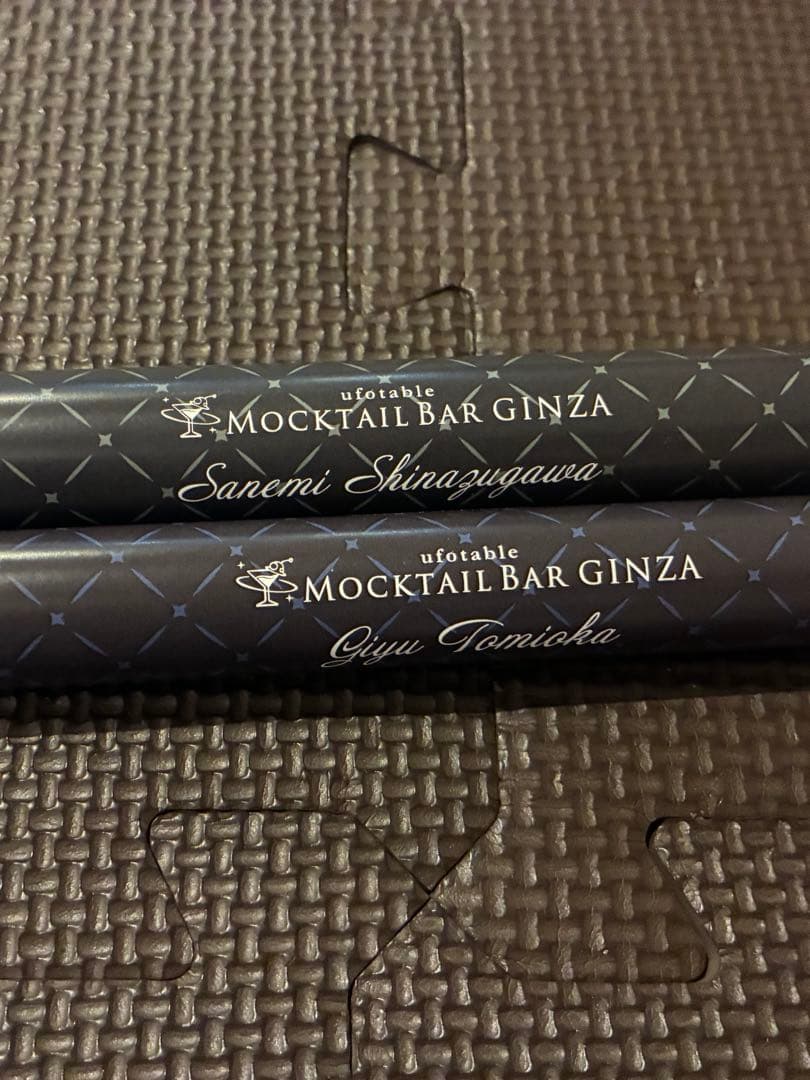 ufotable
MOCKTAIL BAR GINZA
Sanemi Shinazugawa
ufotable
MOCKTAIL BAR GINZA
Giyu Tomioka